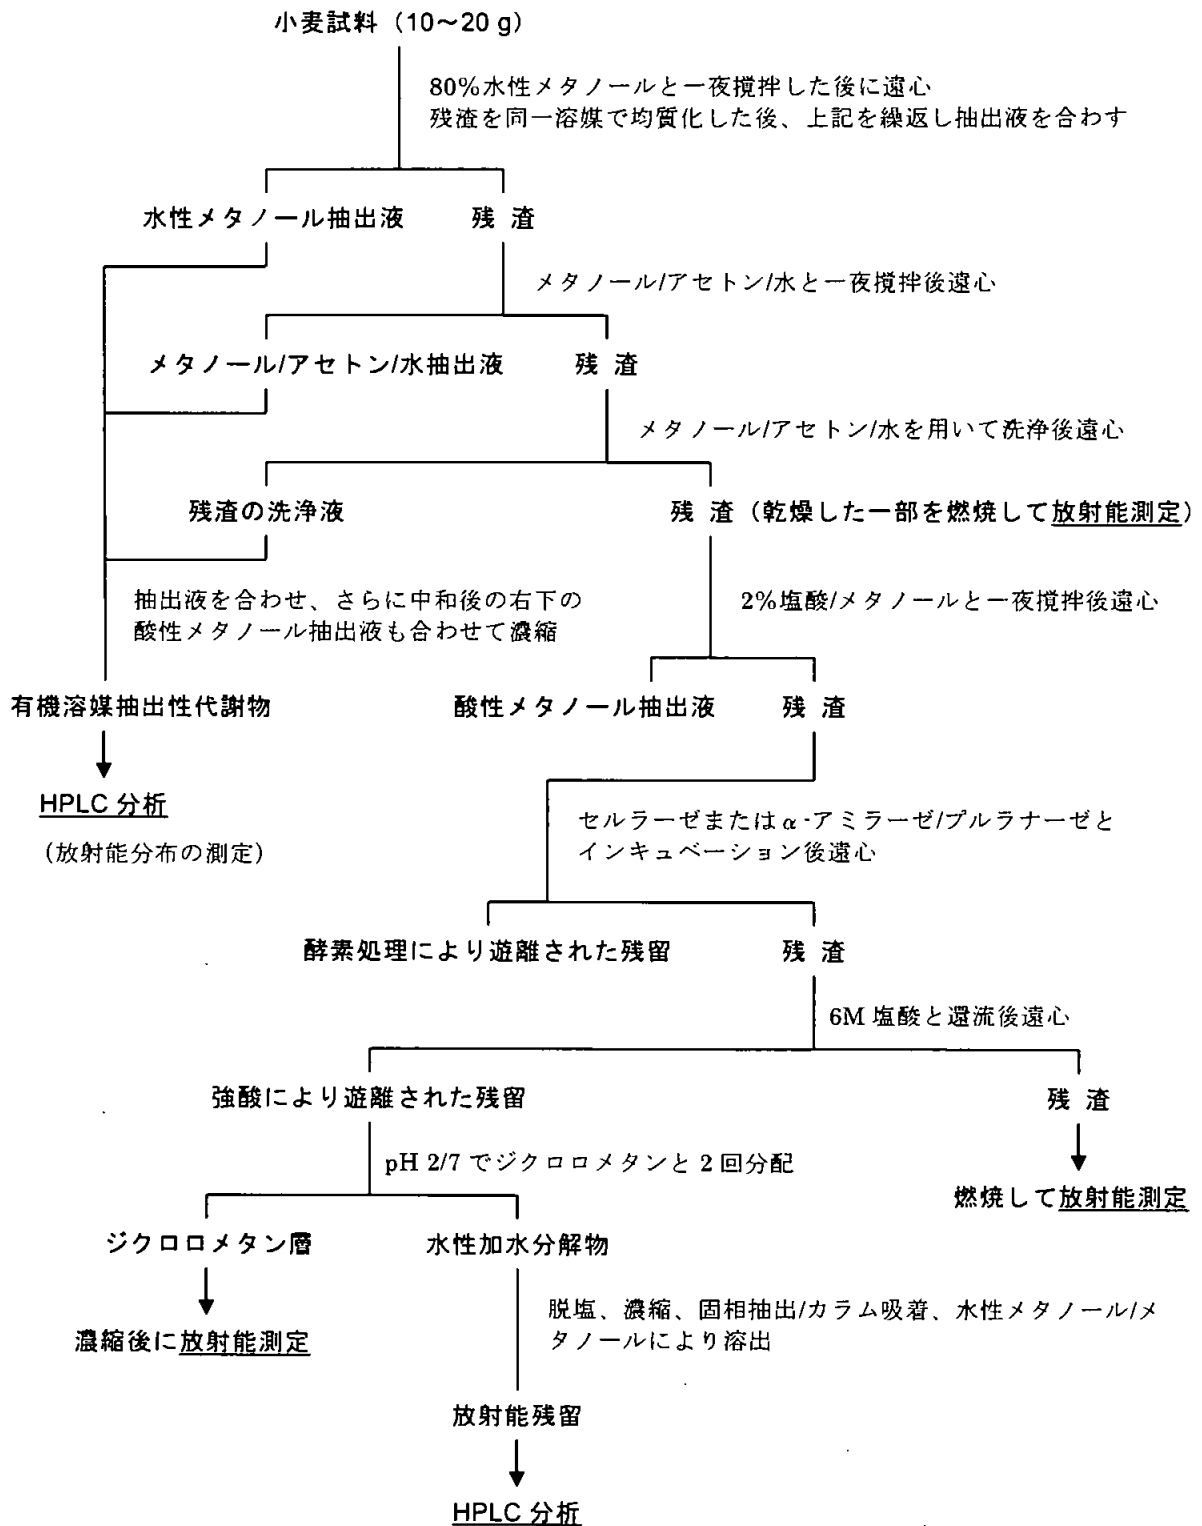 小麦試料（10～20 g）
80%水性メタノールと一夜撹拌した後に遠心
残渣を同一溶媒で均質化した後、上記を繰返し抽出液を合わす
水性メタノール抽出液
残 渣
メタノール/アセトン/水と一夜撹拌後遠心
メタノール/アセトン/水抽出液
残 渣
メタノール/アセトン/水を用いて洗浄後遠心
残渣の洗浄液
残 渣（乾燥した一部を燃焼して放射能測定）
抽出液を合わせ、さらに中和後の右下の
酸性メタノール抽出液も合わせて濃縮
2%塩酸/メタノールと一夜撹拌後遠心
有機溶媒抽出性代謝物
酸性メタノール抽出液
残 渣
HPLC 分析
（放射能分布の測定）
セルラーゼまたはα-アミラーゼ/プルラナーゼと
インキュベーション後遠心
酵素処理により遊離された残留
残 渣
6M 塩酸と還流後遠心
強酸により遊離された残留
残 渣
pH 2/7 でジクロロメタンと 2 回分配
燃焼して放射能測定
ジクロロメタン層
水性加水分解物
濃縮後に放射能測定
脱塩、濃縮、固相抽出/カラム吸着、水性メタノール/メ
タノールにより溶出
放射能残留
HPLC 分析